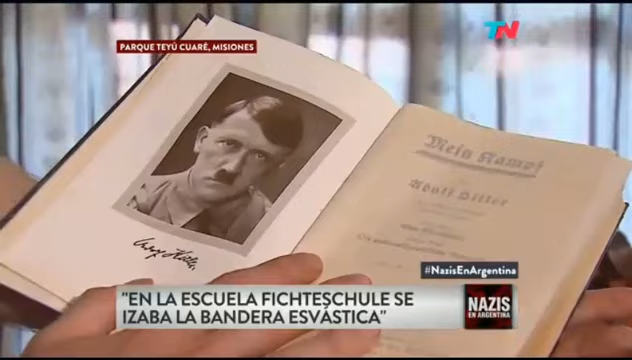 PARQUE TEYÚ CUARÉ, MISIONES
TN
Mein Kampf
Adolf Hitler
#NazisEnArgentina
"EN LA ESCUELA FICHTESCHULE SE
IZABA LA BANDERA ESVÁSTICA"
NAZIS
EN ARGENTINA